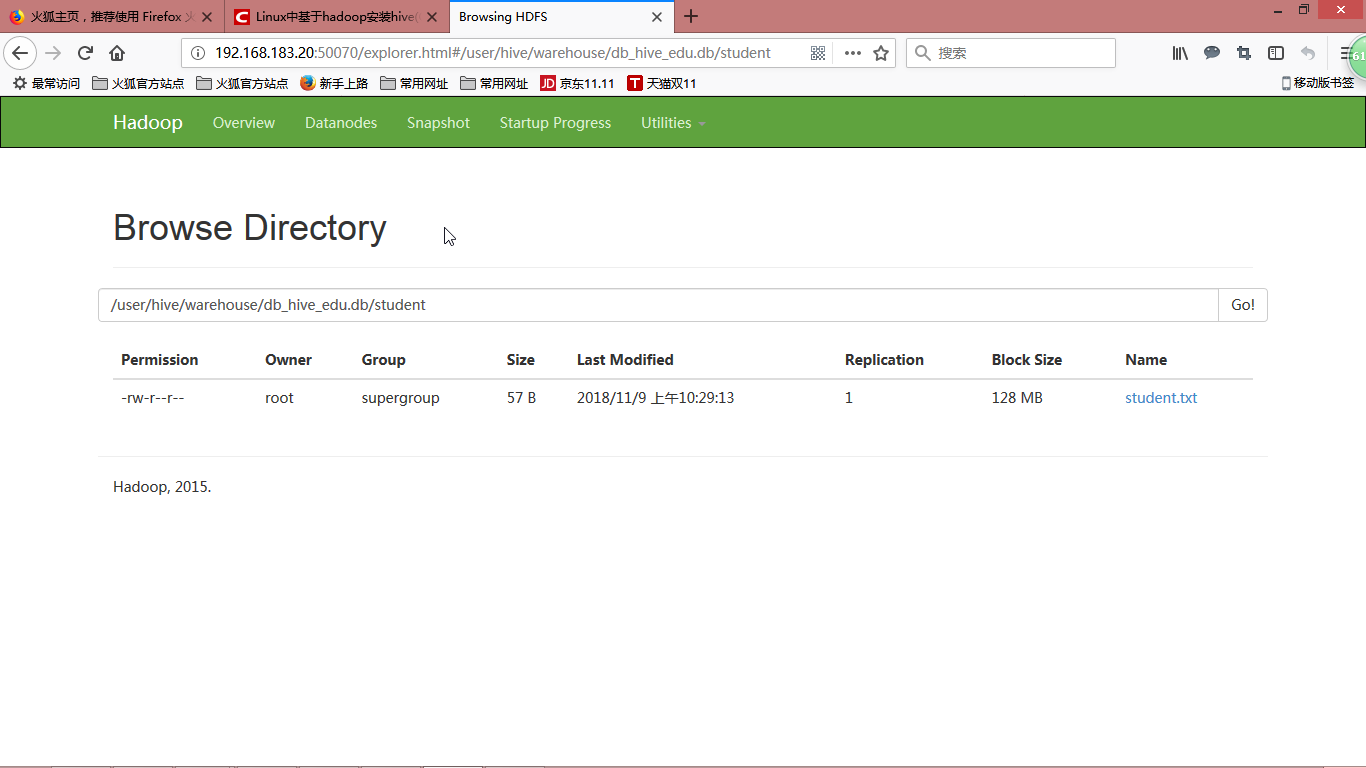 火狐主页，推荐使用 Firefox
Linux中基于hadoop安装hive(
Browsing HDFS
192.168.183.20:50070/explorer.html#/user/hive/warehouse/db_hive_edu.db/student
搜索
61
最常访问 火狐官方站点 火狐官方站点 新手上路 常用网址 常用网址 JD 京东11.11 T 天猫双11 移动版书签
Hadoop Overview Datanodes Snapshot Startup Progress Utilities
Browse Directory
/user/hive/warehouse/db_hive_edu.db/student Go!
Permission Owner Group Size Last Modified Replication Block Size Name
-rw-r--r-- root supergroup 57 B 2018/11/9 上午10:29:13 1 128 MB student.txt
Hadoop, 2015.